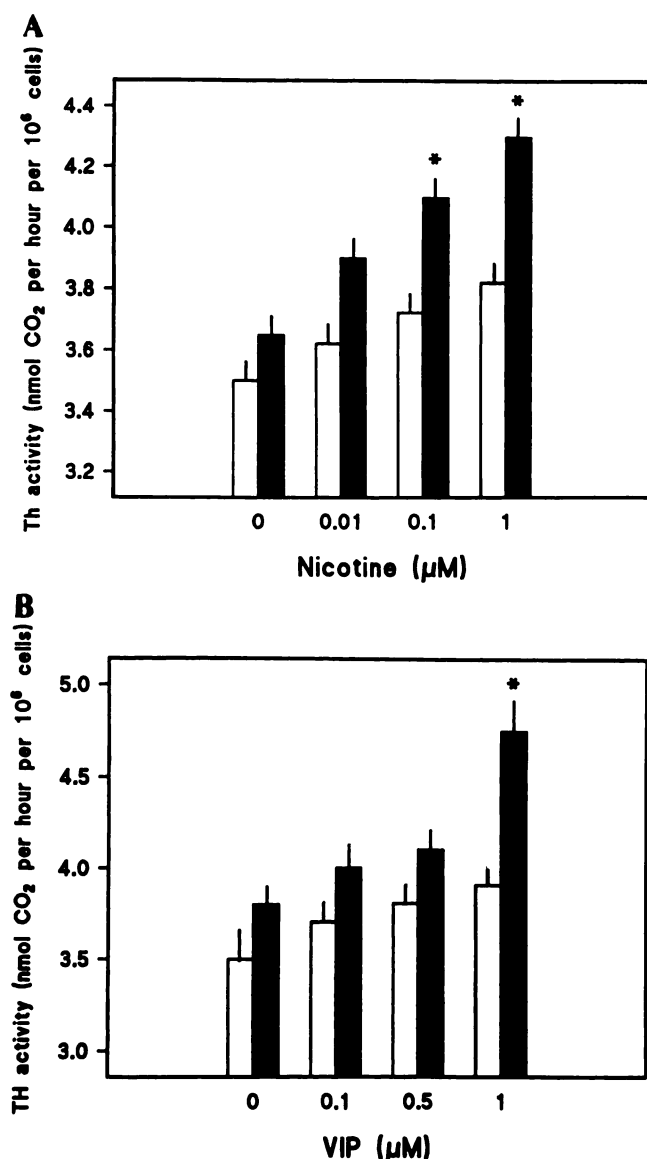 A
Th activity (nmol CO₂ per hour per 10⁶ cells)
4.4
4.2
4.0
3.8
3.6
3.4
3.2
*
*
0 0.01 0.1 1
Nicotine (μM)
B
TH activity (nmol CO₂ per hour per 10⁶ cells)
5.0
4.5
4.0
3.5
3.0
*
0 0.1 0.5 1
VIP (μM)